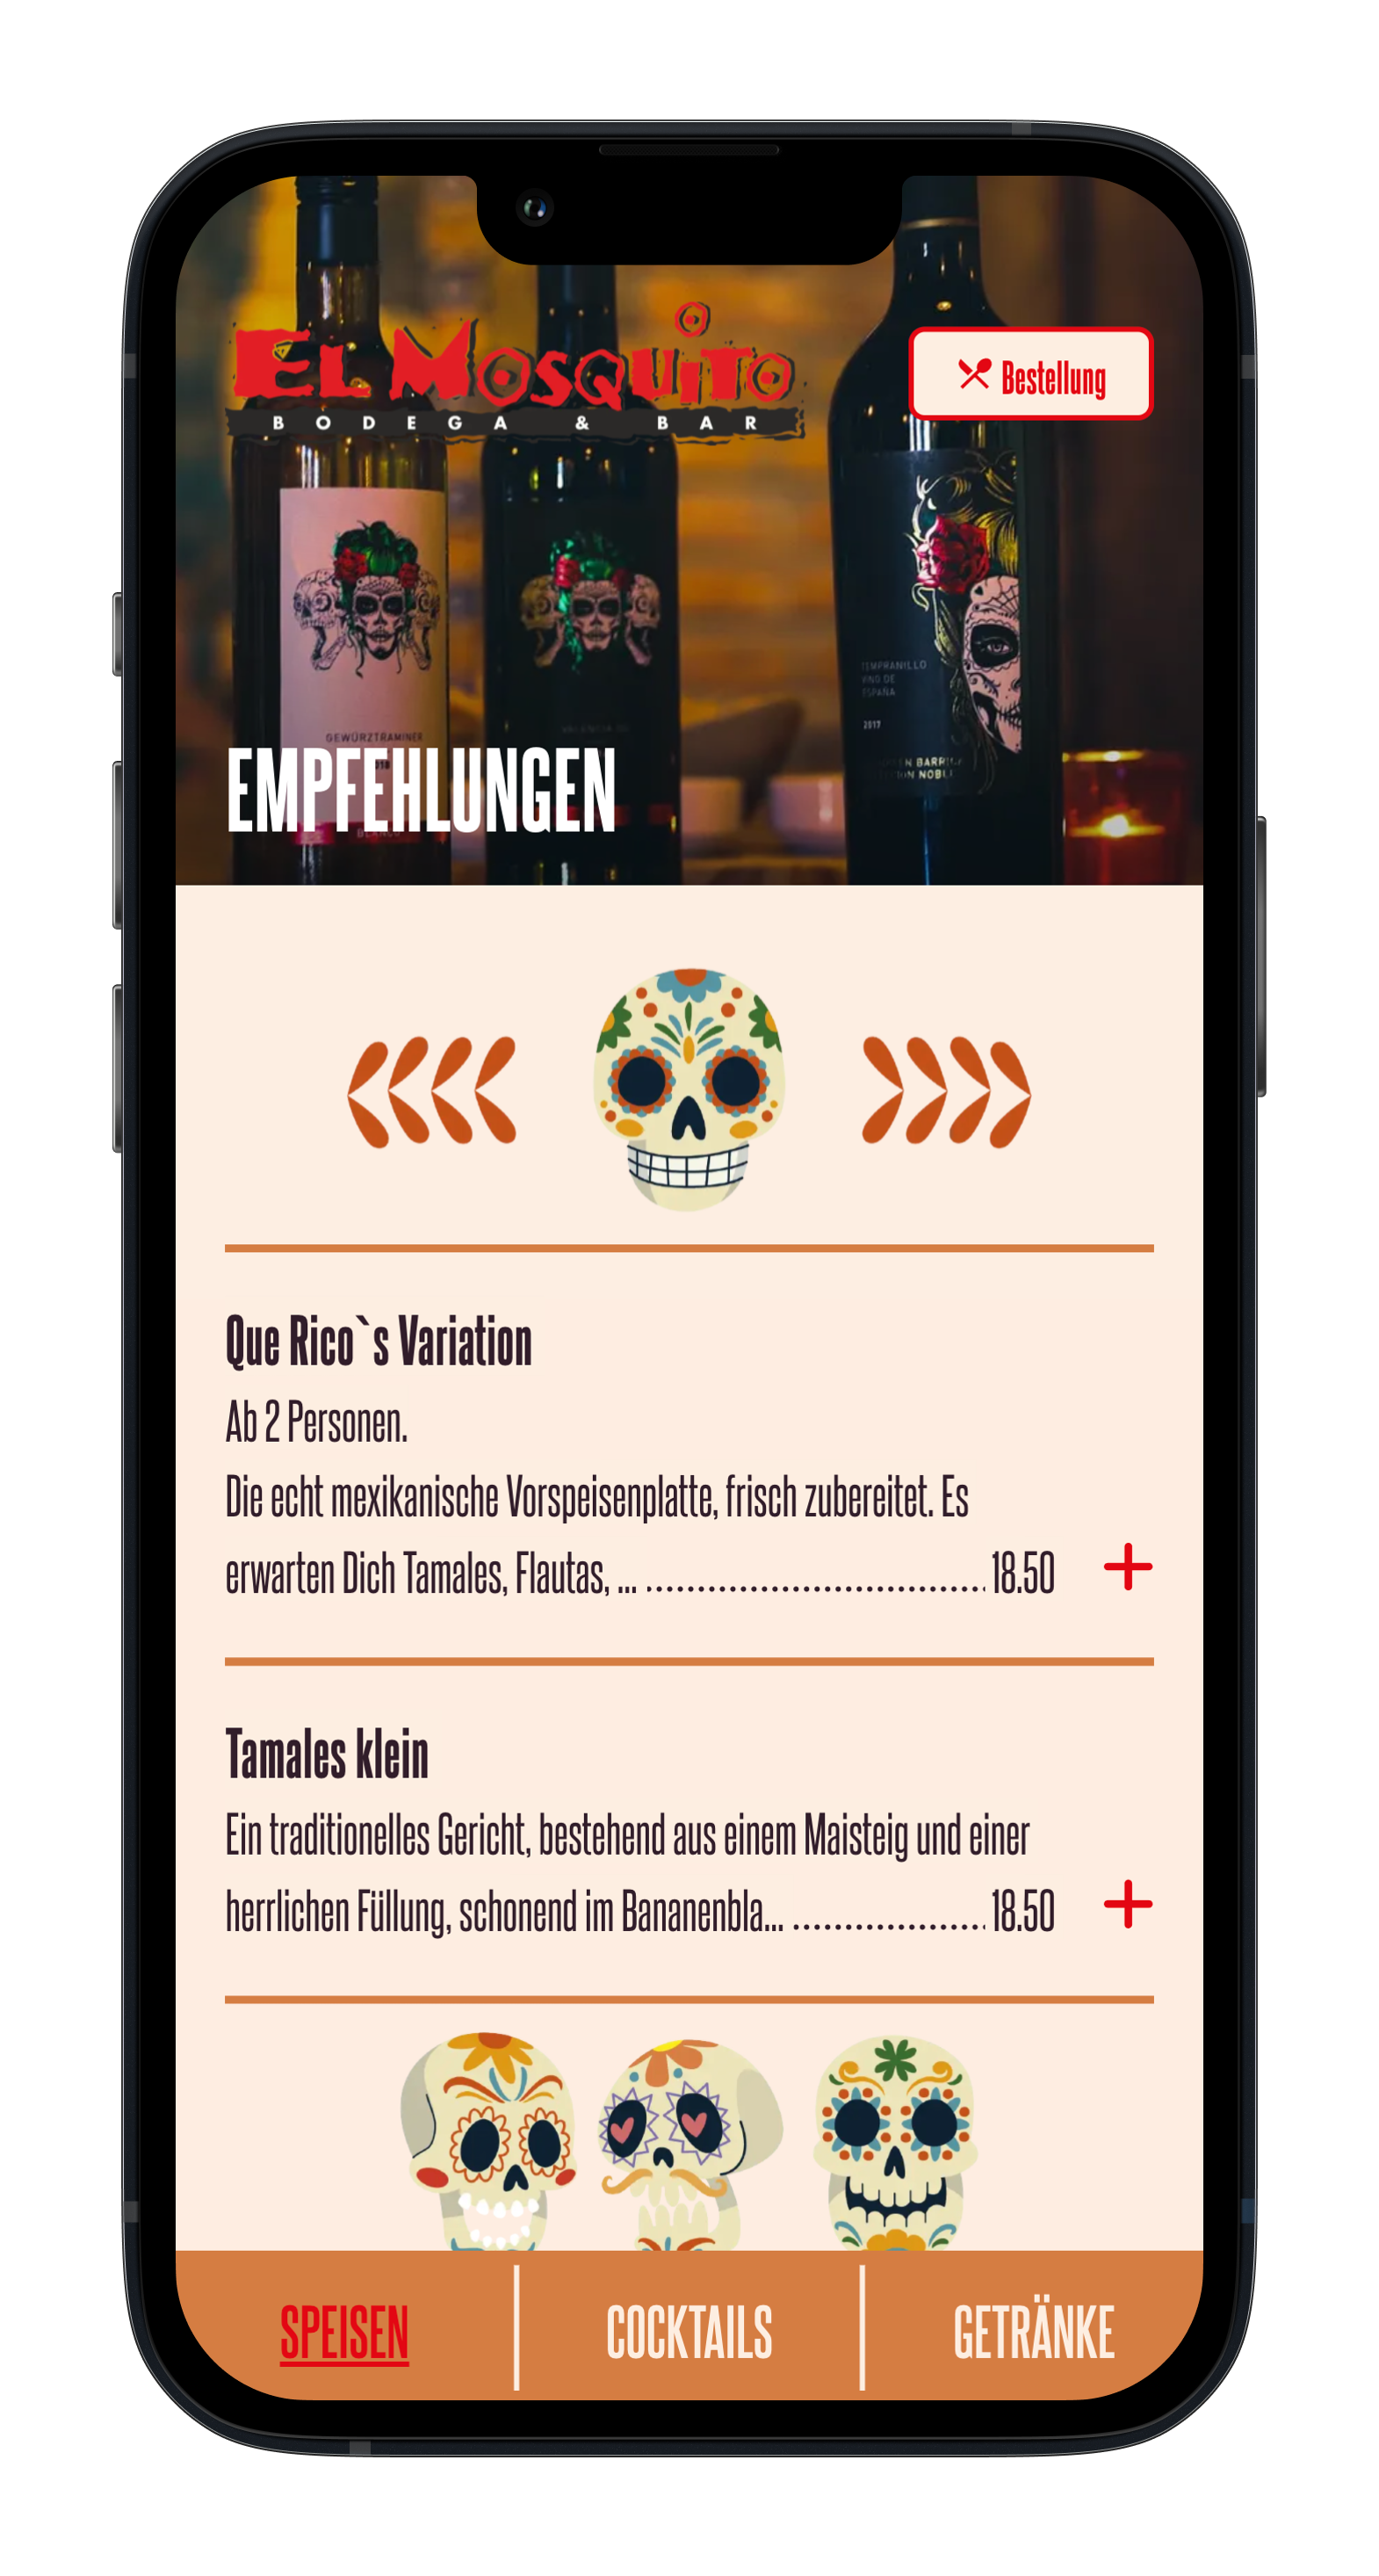 EL MOSQUITO
BODEGA & BAR
Bestellung
TEMPRANILLO
VINO DE
ESPAÑA
2017
GEWÜRZTRAMINER
EMPFEHLUNGEN
BLANCO
Que Rico`s Variation
Ab 2 Personen.
Die echt mexikanische Vorspeisenplatte, frisch zubereitet. Es
erwarten Dich Tamales, Flautas, ... ................................. 18.50
Tamales klein
Ein traditionelles Gericht, bestehend aus einem Maisteig und einer
herrlichen Füllung, schonend im Bananenbla... ................... 18.50
SPEISEN
COCKTAILS
GETRÄNKE